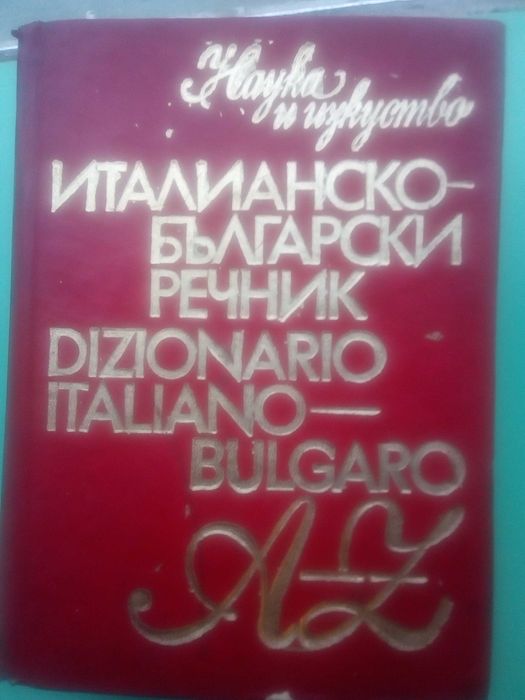 Наука
и изкуство
ИТАЛИАНСКО-
БЪЛГАРСКИ
РЕЧНИК
DIZIONARIO
ITALIANO-
BULGARO
A-Z